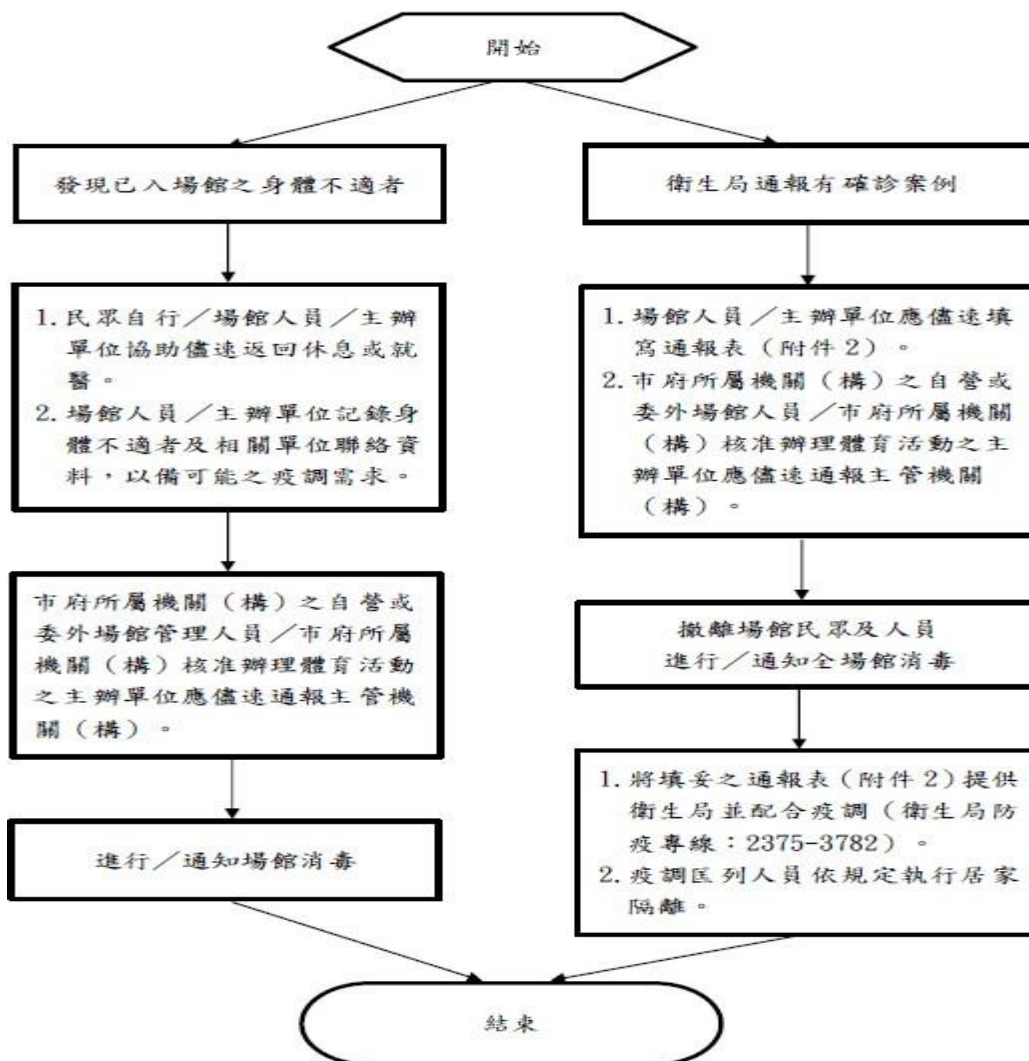 開始
發現已入場館之身體不適者
1. 民眾自行／場館人員／主辦
單位協助儘速返回休息或就
醫。
2. 場館人員／主辦單位記錄身
體不適者及相關單位聯絡資
料，以備可能之疫調需求。
市府所屬機關（構）之自營或
委外場館管理人員／市府所屬
機關（構）核准辦理體育活動
之主辦單位應儘速通報主管機
關（構）。
進行／通知場館消毒
衛生局通報有確診案例
1. 場館人員／主辦單位應儘速填
寫通報表（附件2）。
2. 市府所屬機關（構）之自營或
委外場館人員／市府所屬機關
（構）核准辦理體育活動之主
辦單位應儘速通報主管機關
（構）。
撤離場館民眾及人員
進行／通知全場館消毒
1. 將填妥之通報表（附件2）提供
衛生局並配合疫調（衛生局防
疫專線：2375-3782）。
2. 疫調匡列人員依規定執行居家
隔離。
結束